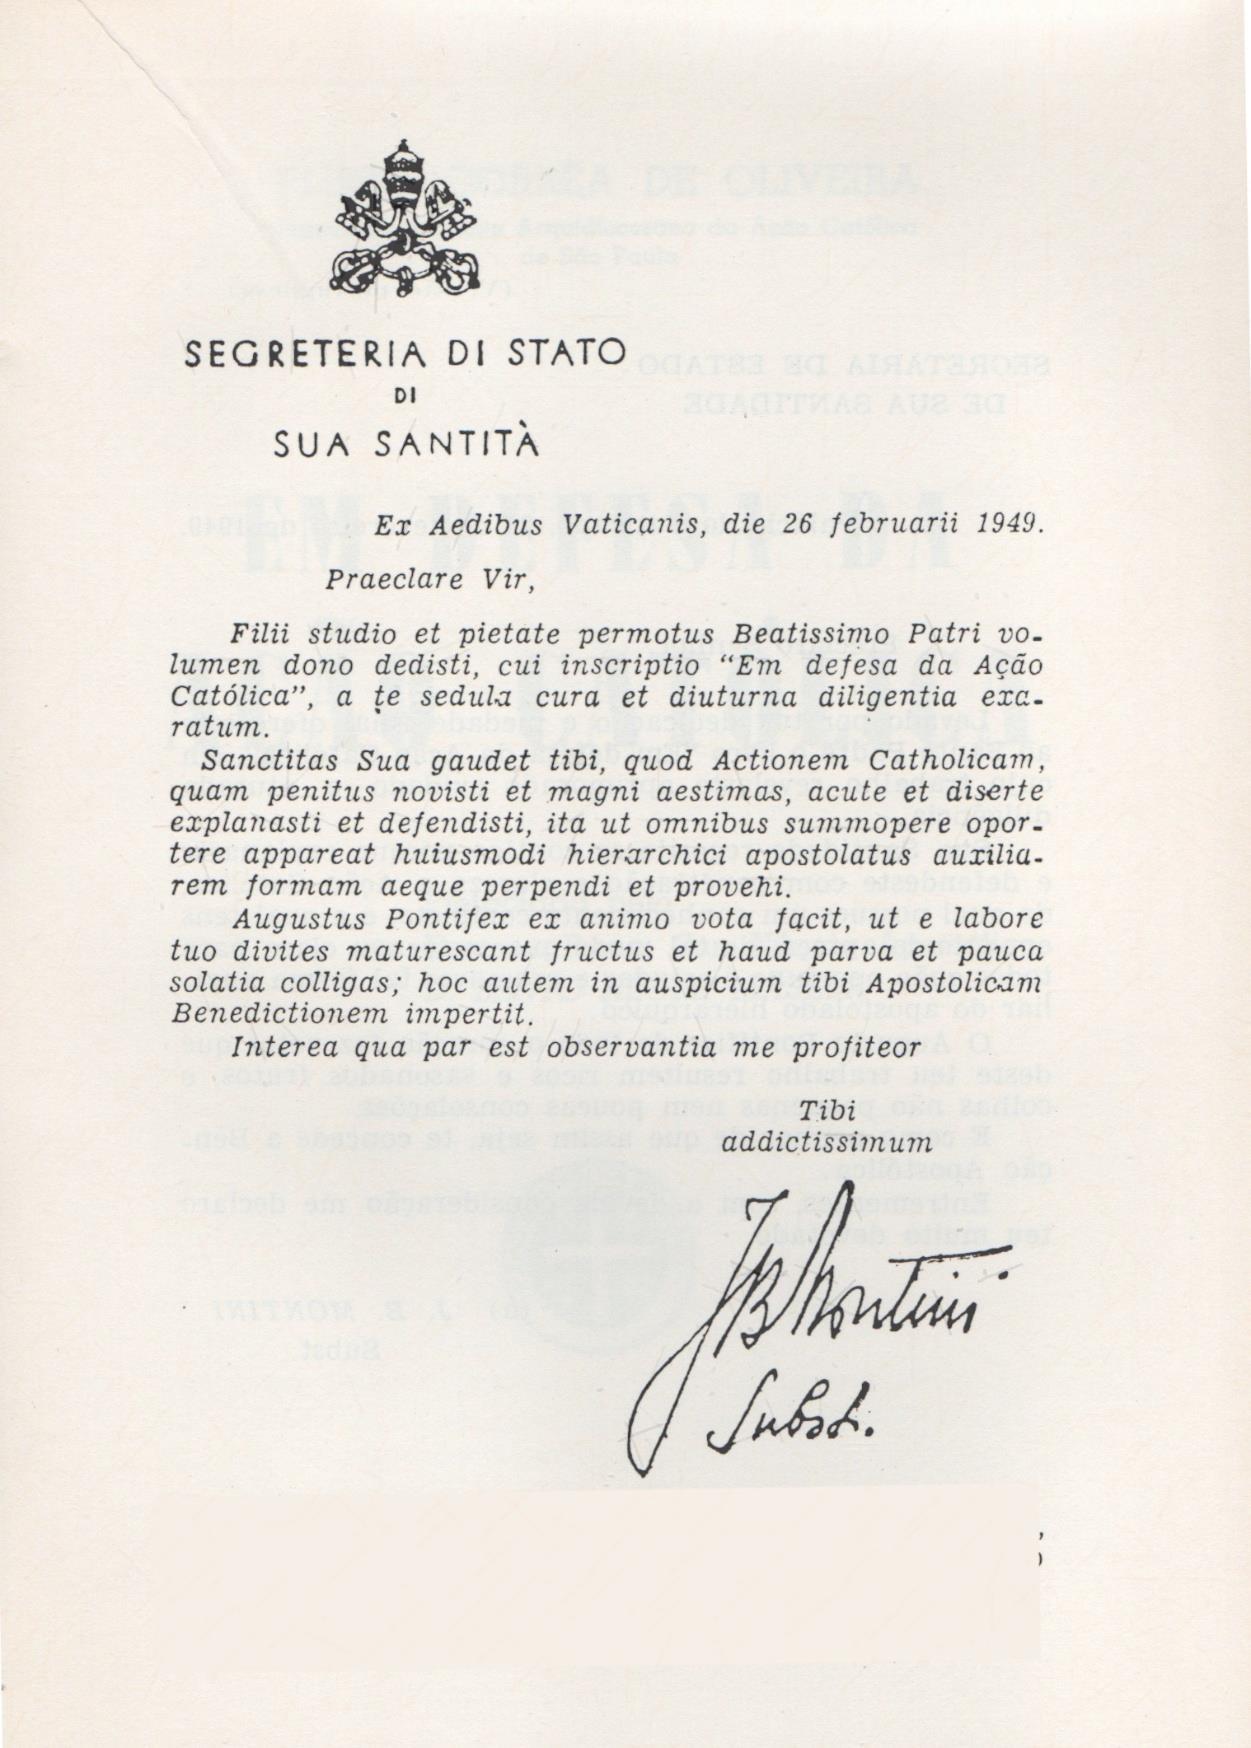 SEGRETERIA DI STATO
DI
SUA SANTITÀ
Ex Aedibus Vaticanis, die 26 februarii 1949.
Praeclare Vir,
Filii studio et pietate permotus Beatissimo Patri vo-
lumen dono dedisti, cui inscriptio “Em defesa da Ação
Católica”, a te sedula cura et diuturna diligentia exa-
ratum.
Sanctitas Sua gaudet tibi, quod Actionem Catholicam,
quam penitus novisti et magni aestimas, acute et diserte
explanasti et defendisti, ita ut omnibus summopere opor-
tere appareat huiusmodi hierarchici apostolatus auxilia-
rem formam aeque perpendi et provehi.
Augustus Pontifex ex animo vota facit, ut e labore
tuo divites maturescant fructus et haud parva et pauca
solatia colligas; hoc autem in auspicium tibi Apostolicam
Benedictionem impertit.
Interea qua par est observantia me profiteor
Tibi
addictissimum
JB Montini
Subst.